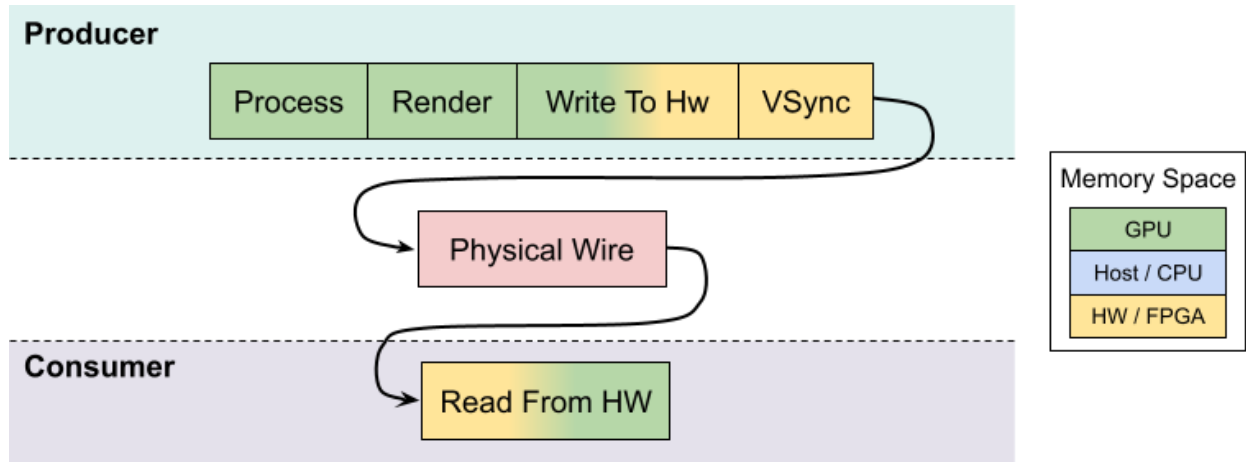 Producer
Process
Render
Write To Hw
VSync
Physical Wire
Consumer
Read From HW
Memory Space
GPU
Host / CPU
HW / FPGA